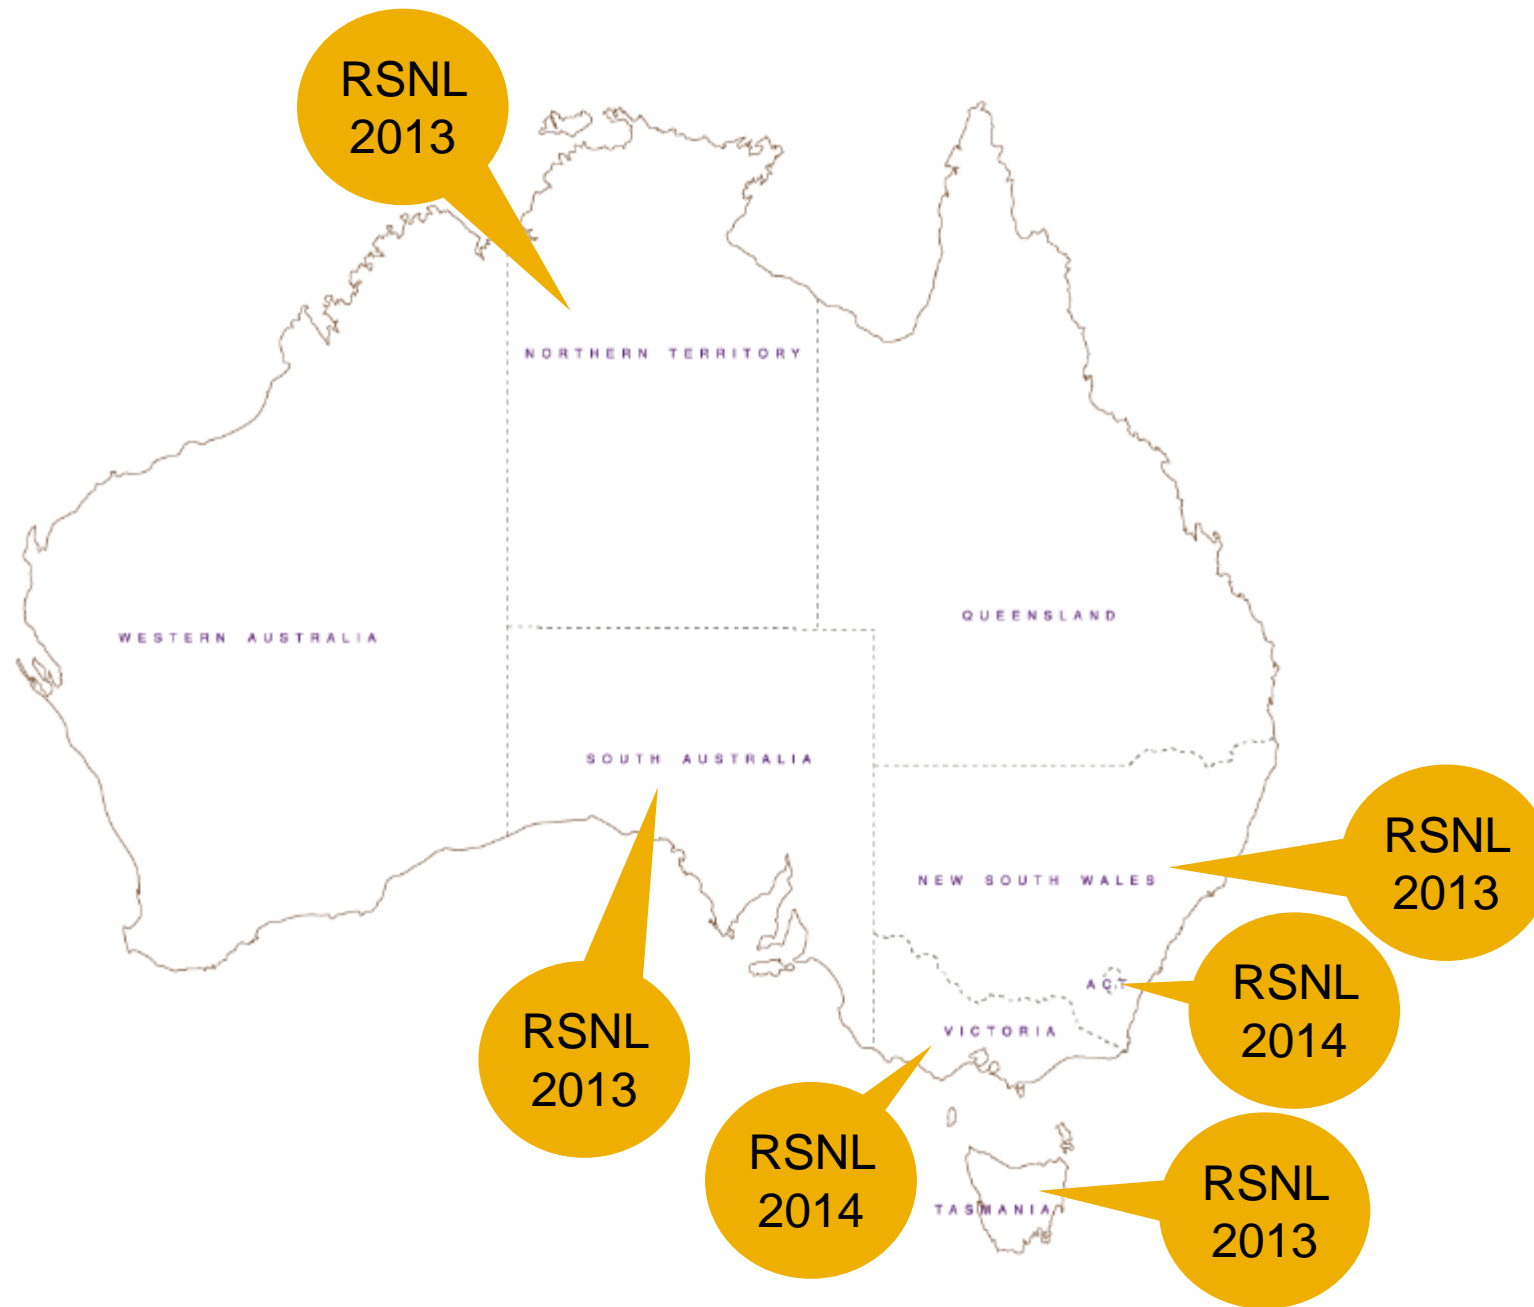 RSNL
2013
NORTHERN TERRITORY
QUEENSLAND
WESTERN AUSTRALIA
SOUTH AUSTRALIA
RSNL
2013
NEW SOUTH WALES
RSNL
2014
ACT
RSNL
2013
VICTORIA
RSNL
2014
RSNL
2013
TASMANIA